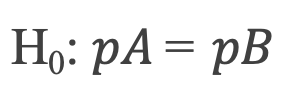 H₀: pA = pB